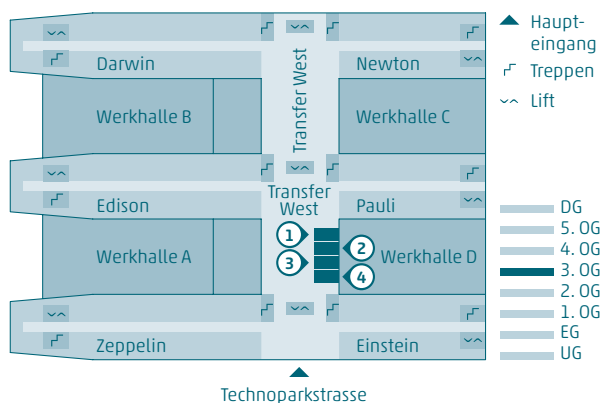 Darwin
Newton
Werkhalle B
Transfer West
Werkhalle C
Edison
Transfer
West
Pauli
Werkhalle A
1
2
3
4
Werkhalle D
Zeppelin
Einstein
Technoparkstrasse
Haupt-
eingang
Treppen
Lift
DG
5. OG
4. OG
3. OG
2. OG
1. OG
EG
UG